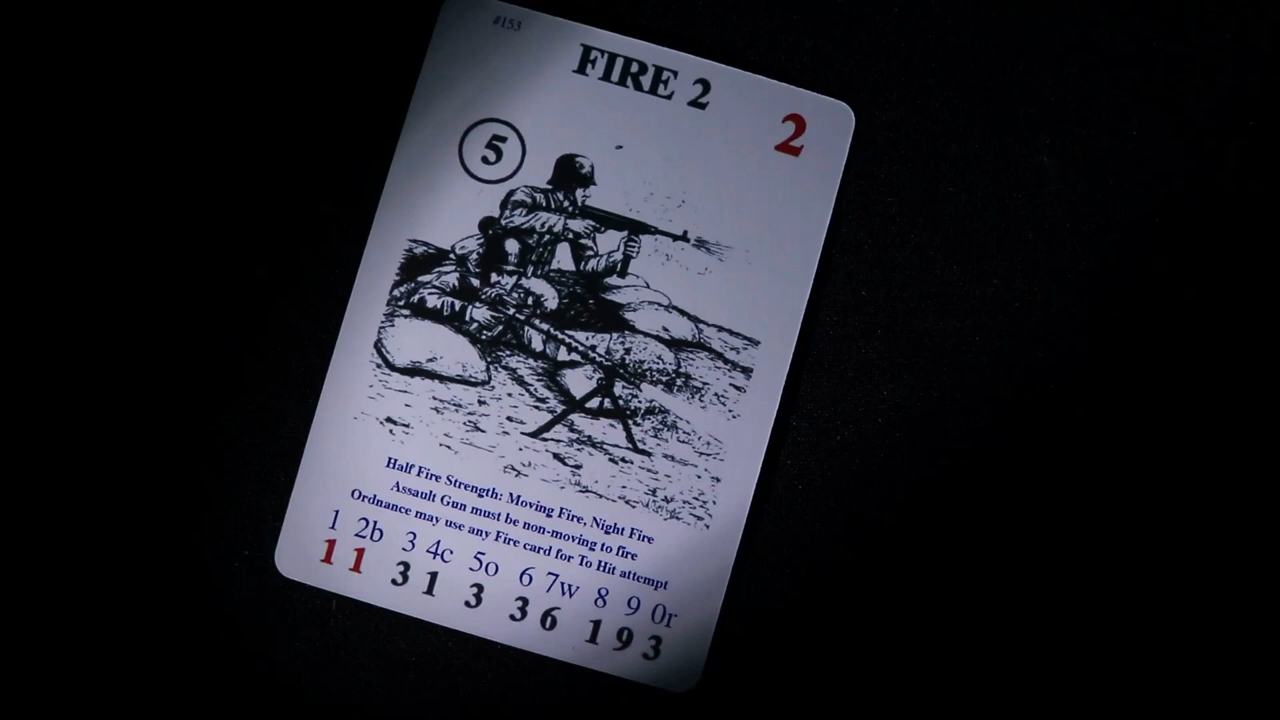 #153
FIRE 2
2
5
Half Fire Strength: Moving Fire, Night Fire
Assault Gun must be non-moving to fire
Ordnance may use any Fire card for To Hit attempt
1 2b 3 4c 5o 6 7w 8 9 0r
1 1 3 1 3 3 6 1 9 3